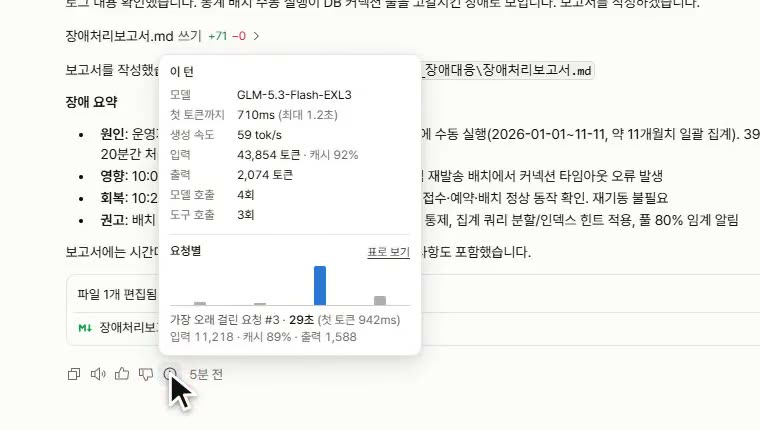 로그 내용 확인했습니다. 통계 배치 수동 실행이 DB 커넥션 풀을 고갈시킨 장애로 보입니다. 보고서를 작성하겠습니다.
장애처리보고서.md 쓰기 +71 −0 >
보고서를 작성했 _장애대응\장애처리보고서.md
장애 요약
• 원인: 운영 에 수동 실행(2026-01-01~11-11, 약 11개월치 일괄 집계). 39
20분간 처
• 영향: 10:0 재발송 배치에서 커넥션 타임아웃 오류 발생
• 회복: 10:2 접수·예약·배치 정상 동작 확인. 재기동 불필요
• 권고: 배치 통제, 집계 쿼리 분할/인덱스 힌트 적용, 풀 80% 임계 알림
보고서에는 시간대 사항도 포함했습니다.
파일 1개 편집됨
M↓ 장애처리보고
이 턴
모델 GLM-5.3-Flash-EXL3
첫 토큰까지 710ms (최대 1.2초)
생성 속도 59 tok/s
입력 43,854 토큰 · 캐시 92%
출력 2,074 토큰
모델 호출 4회
도구 호출 3회
요청별 표로 보기
가장 오래 걸린 요청 #3 · 29초 (첫 토큰 942ms)
입력 11,218 · 캐시 89% · 출력 1,588
5분 전